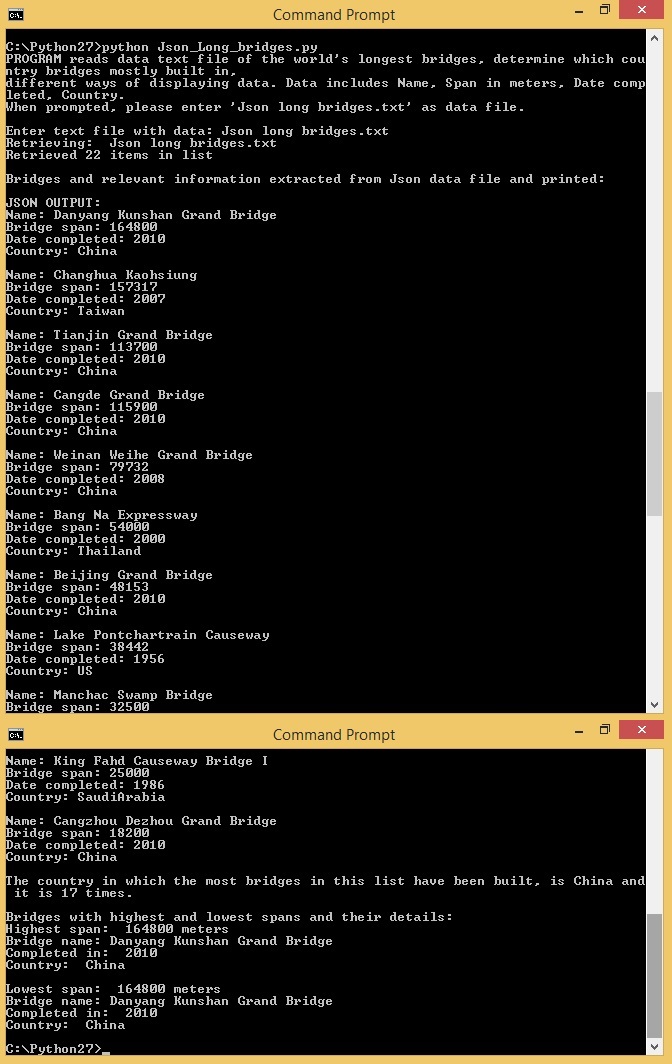 Command Prompt
C:\Python27>python Json_Long_bridges.py
PROGRAM reads data text file of the world's longest bridges, determine which cou
ntry bridges mostly built in,
different ways of displaying data. Data includes Name, Span in meters, Date comp
leted, Country.
When prompted, please enter 'Json long bridges.txt' as data file.
Enter text file with data: Json long bridges.txt
Retrieving:  Json long bridges.txt
Retrieved 22 items in list
Bridges and relevant information extracted from Json data file and printed:
JSON OUTPUT:
Name: Danyang Kunshan Grand Bridge
Bridge span: 164800
Date completed: 2010
Country: China
Name: Changhua Kaohsiung
Bridge span: 157317
Date completed: 2007
Country: Taiwan
Name: Tianjin Grand Bridge
Bridge span: 113700
Date completed: 2010
Country: China
Name: Cangde Grand Bridge
Bridge span: 115900
Date completed: 2010
Country: China
Name: Weinan Weihe Grand Bridge
Bridge span: 79732
Date completed: 2008
Country: China
Name: Bang Na Expressway
Bridge span: 54000
Date completed: 2000
Country: Thailand
Name: Beijing Grand Bridge
Bridge span: 48153
Date completed: 2010
Country: China
Name: Lake Pontchartrain Causeway
Bridge span: 38442
Date completed: 1956
Country: US
Name: Manchac Swamp Bridge
Bridge span: 32500
Command Prompt
Name: King Fahd Causeway Bridge I
Bridge span: 25000
Date completed: 1986
Country: SaudiArabia
Name: Cangzhou Dezhou Grand Bridge
Bridge span: 18200
Date completed: 2010
Country: China
The country in which the most bridges in this list have been built, is China and
 it is 17 times.
Bridges with highest and lowest spans and their details:
Highest span:  164800 meters
Bridge name: Danyang Kunshan Grand Bridge
Completed in:  2010
Country:  China
Lowest span:  164800 meters
Bridge name: Danyang Kunshan Grand Bridge
Completed in:  2010
Country:  China
C:\Python27>_